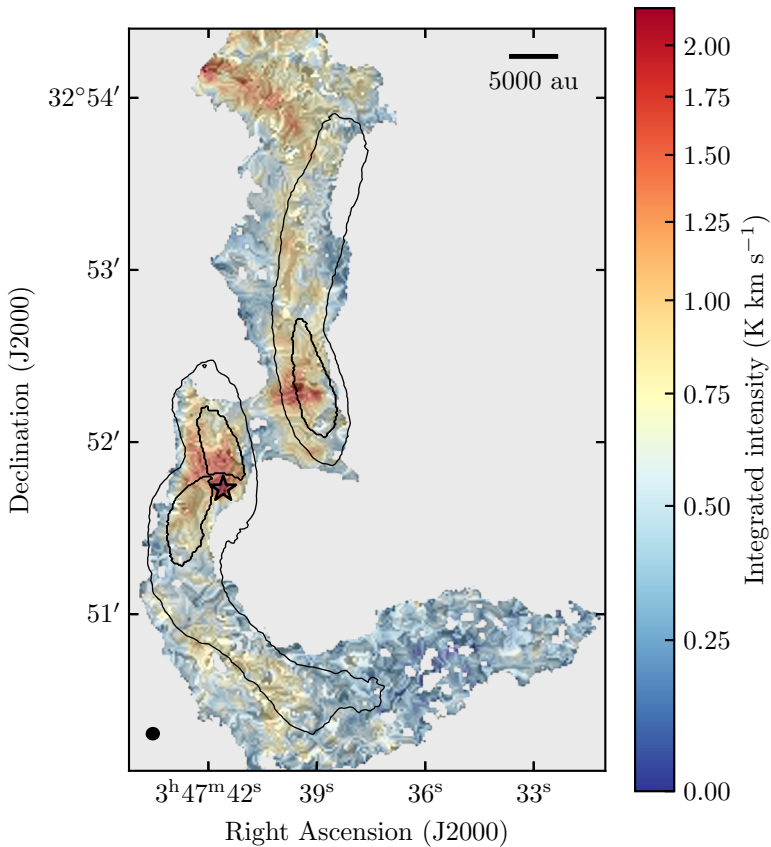 5000 au
32°54′
53′
52′
51′
Declination (J2000)
3ʰ47ᵐ42ˢ 39ˢ 36ˢ 33ˢ
Right Ascension (J2000)
2.00
1.75
1.50
1.25
1.00
0.75
0.50
0.25
0.00
Integrated intensity (K km s⁻¹)